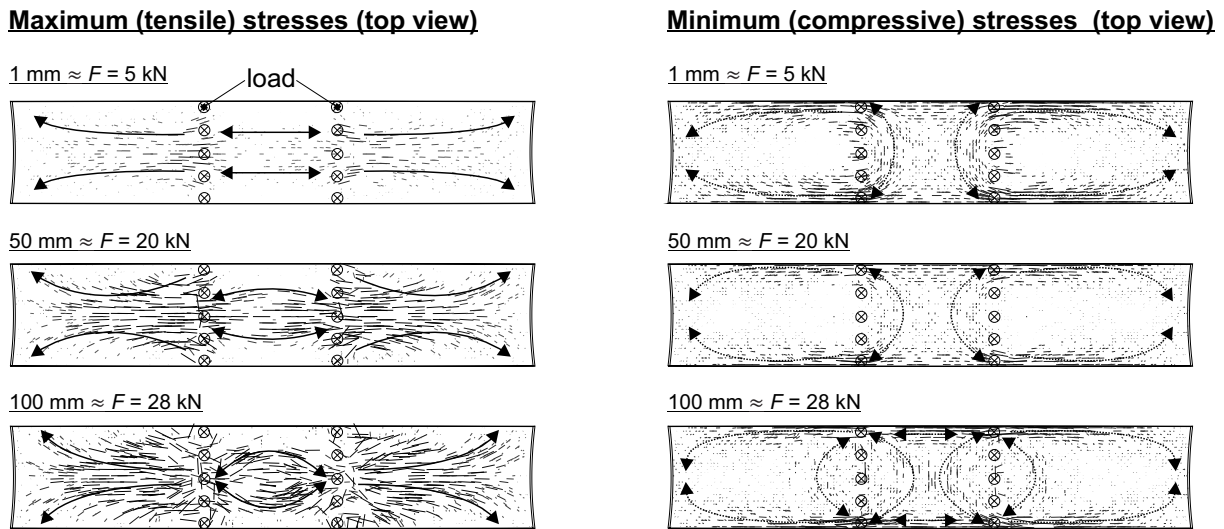 Maximum (tensile) stresses (top view)
1 mm ≈ F = 5 kN
load
50 mm ≈ F = 20 kN
100 mm ≈ F = 28 kN
Minimum (compressive) stresses (top view)
1 mm ≈ F = 5 kN
50 mm ≈ F = 20 kN
100 mm ≈ F = 28 kN